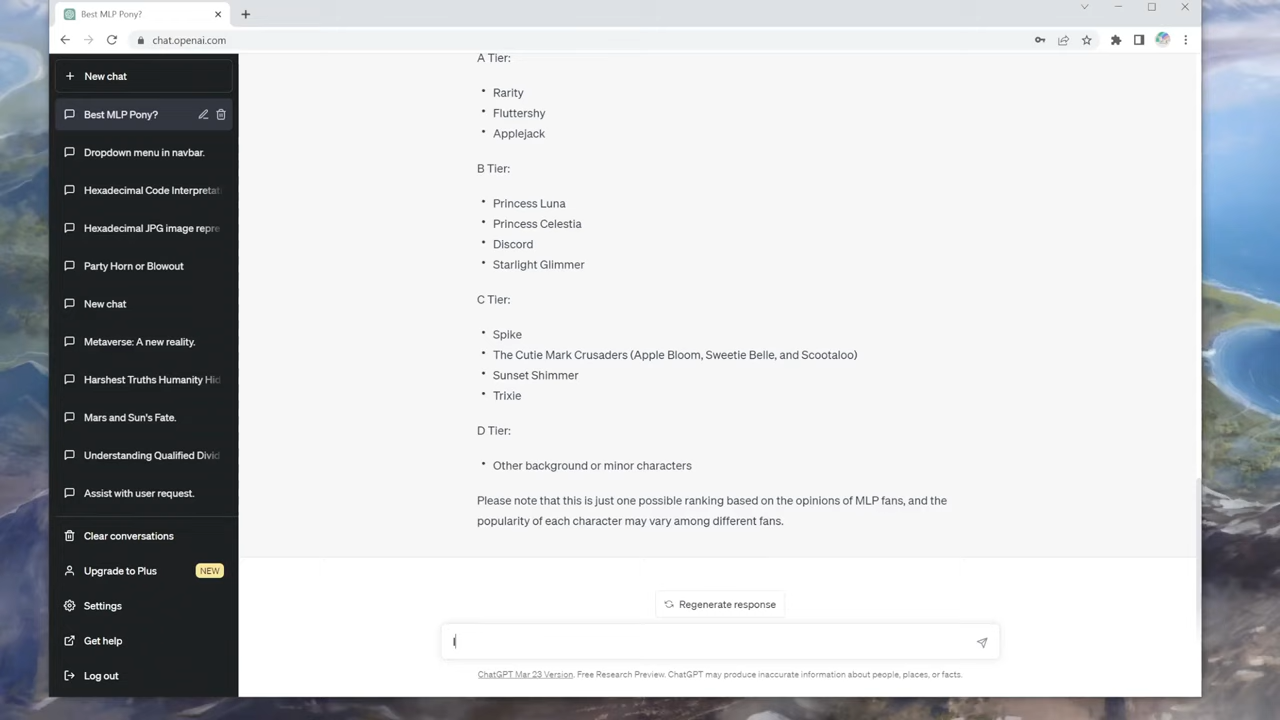 Best MLP Pony?
chat.openai.com
New chat
Best MLP Pony?
Dropdown menu in navbar.
Hexadecimal Code Interpretat
Hexadecimal JPG image repre
Party Horn or Blowout
New chat
Metaverse: A new reality.
Harshest Truths Humanity Hid
Mars and Sun's Fate.
Understanding Qualified Divid
Assist with user request.
Clear conversations
Upgrade to Plus NEW
Settings
Get help
Log out
A Tier:
• Rarity
• Fluttershy
• Applejack
B Tier:
• Princess Luna
• Princess Celestia
• Discord
• Starlight Glimmer
C Tier:
• Spike
• The Cutie Mark Crusaders (Apple Bloom, Sweetie Belle, and Scootaloo)
• Sunset Shimmer
• Trixie
D Tier:
• Other background or minor characters
Please note that this is just one possible ranking based on the opinions of MLP fans, and the
popularity of each character may vary among different fans.
Regenerate response
I
ChatGPT Mar 23 Version. Free Research Preview. ChatGPT may produce inaccurate information about people, places, or facts.